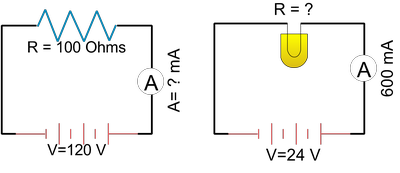 R = 100 Ohms
A
A= ? mA
V=120 V
R = ?
A
600 mA
V=24 V